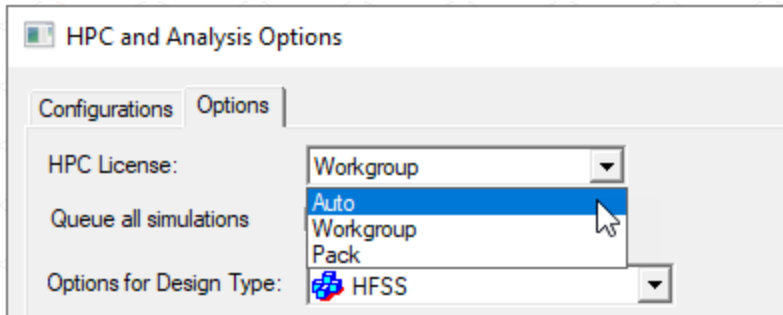 HPC and Analysis Options
Configurations Options
HPC License: Workgroup
Auto
Queue all simulations
Workgroup
Pack
Options for Design Type: HFSS